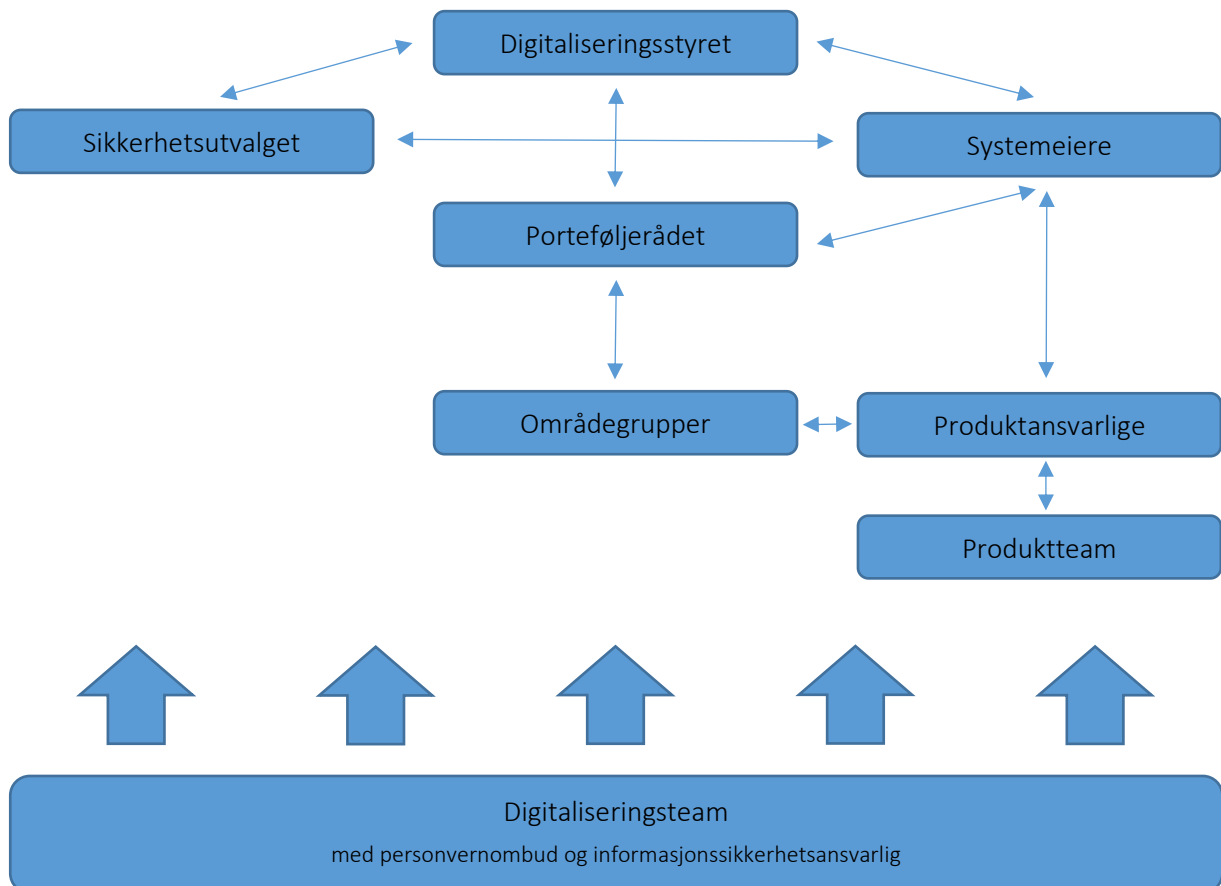 Digitaliseringsstyret
Sikkerhetsutvalget
Systemeiere
Porteføljerådet
Områdegrupper
Produktansvarlige
Produktteam
Digitaliseringsteam
med personvernombud og informasjonssikkerhetsansvarlig